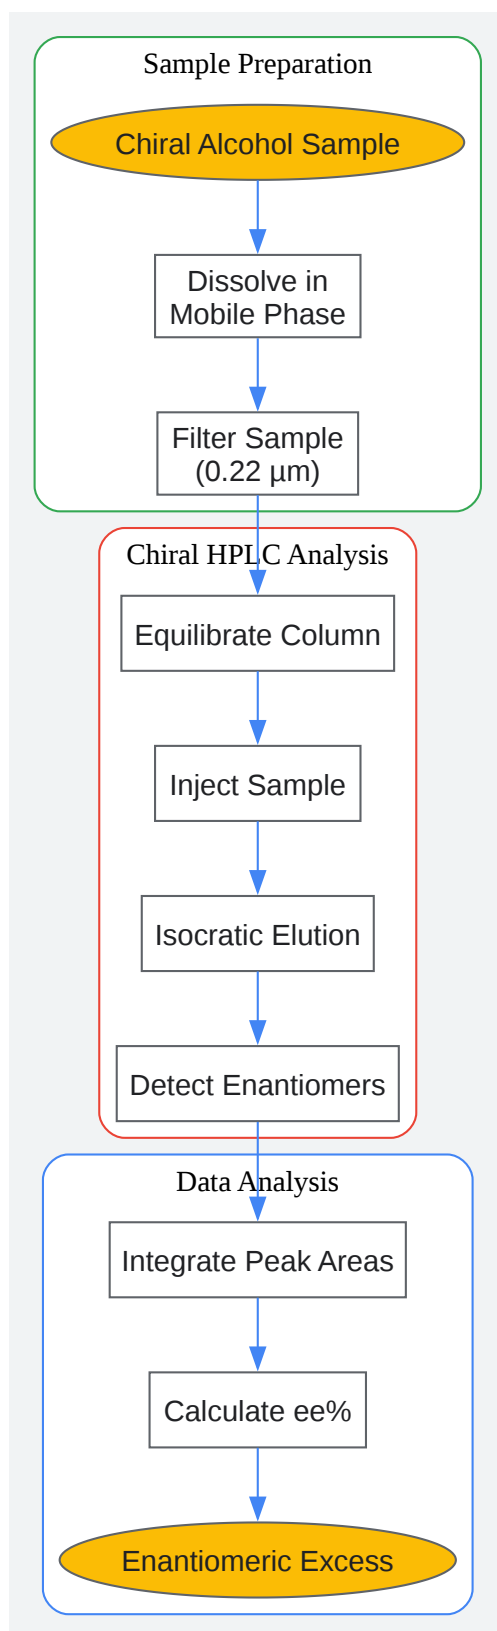 Sample Preparation
Chiral Alcohol Sample
Dissolve in
Mobile Phase
Filter Sample
(0.22 µm)
Chiral HPLC Analysis
Equilibrate Column
Inject Sample
Isocratic Elution
Detect Enantiomers
Data Analysis
Integrate Peak Areas
Calculate ee%
Enantiomeric Excess